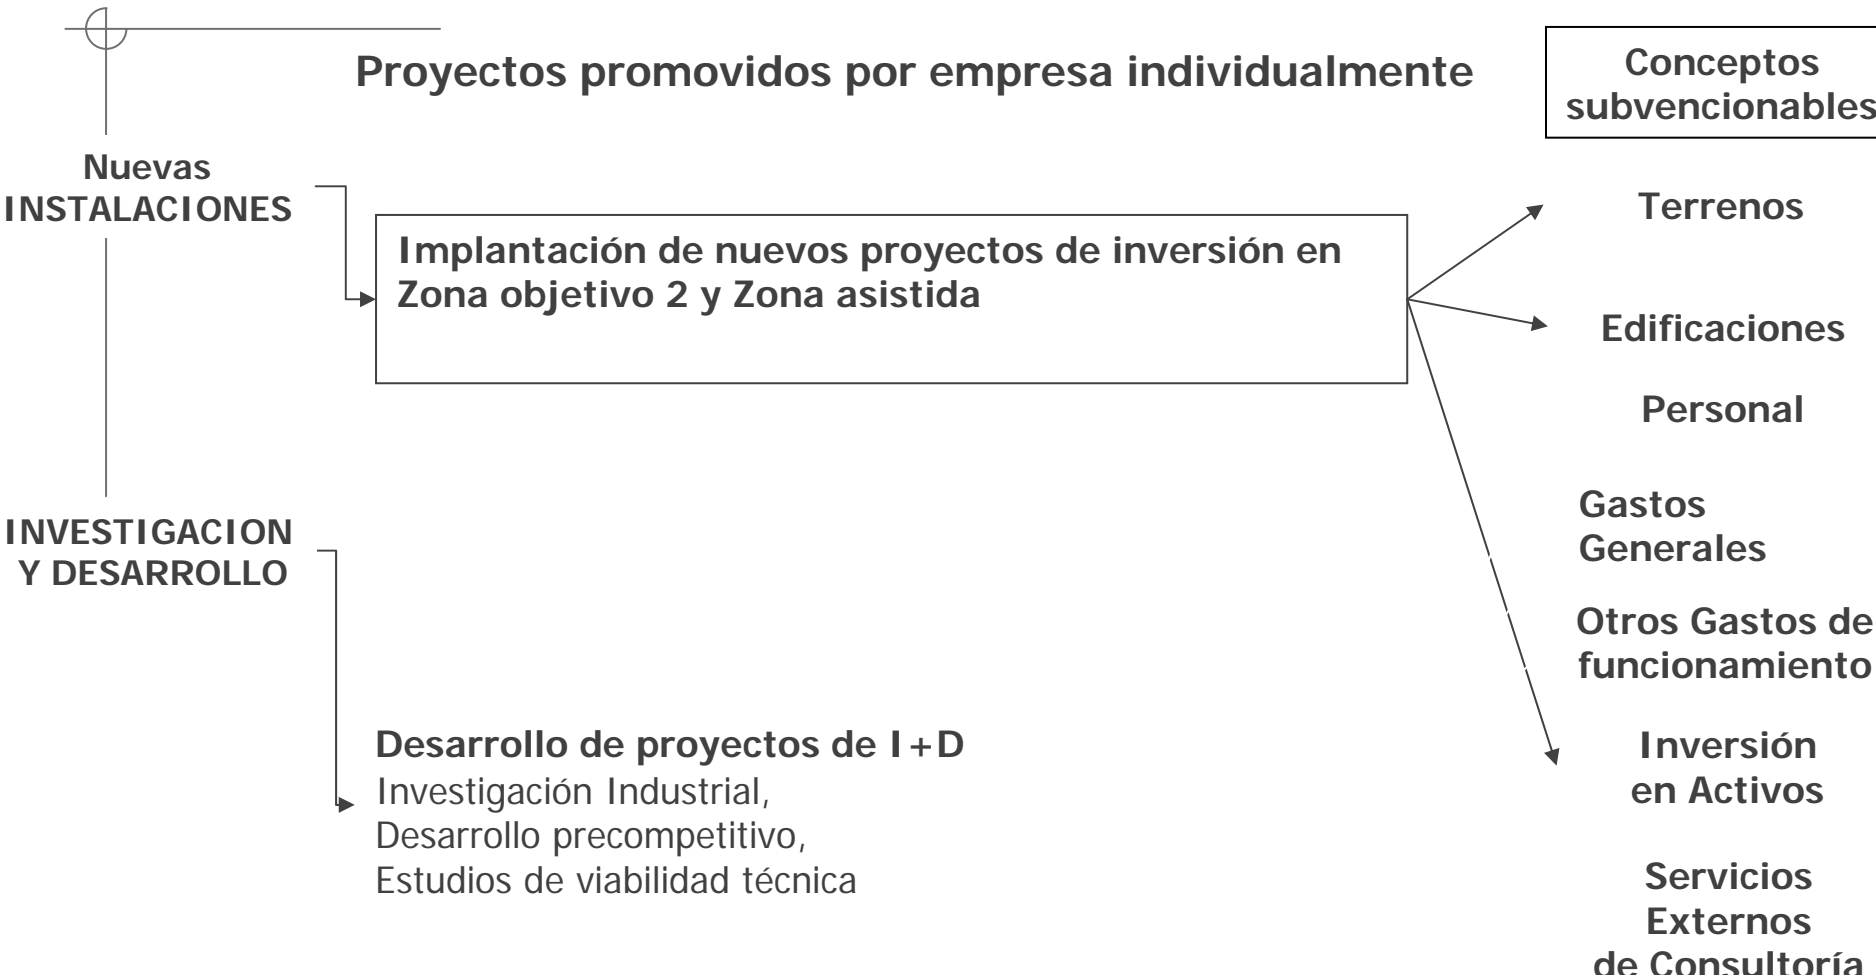 Proyectos promovidos por empresa individualmente
Conceptos
subvencionables
Nuevas
INSTALACIONES
Implantación de nuevos proyectos de inversión en
Zona objetivo 2 y Zona asistida
Terrenos
Edificaciones
Personal
Gastos
Generales
Otros Gastos de
funcionamiento
INVESTIGACION
Y DESARROLLO
Desarrollo de proyectos de I+D
Investigación Industrial,
Desarrollo precompetitivo,
Estudios de viabilidad técnica
Inversión
en Activos
Servicios
Externos
de Consultoría